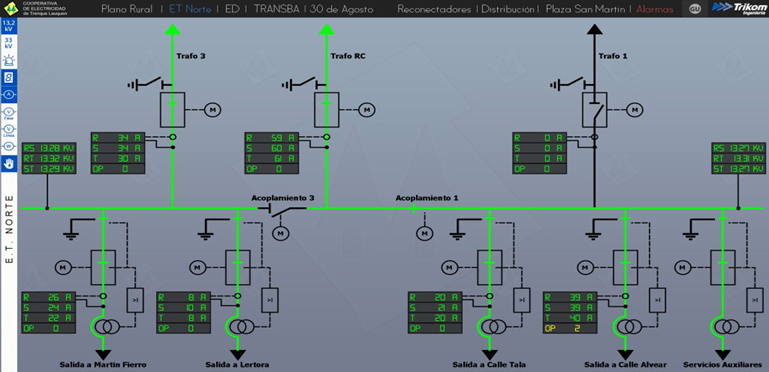 COOPERATIVA
DE ELECTRICIDAD
de Trenque Lauquen
Plano Rural | ET Norte | ED | TRANSBA | 30 de Agosto
Reconectadores | Distribución | Plaza San Martin | Alarmas
GU
Trikom
Ingeniería
13,2
kV
33
kV
A
V
Fase
V
Línea
W
E.T. NORTE
Trafo 3
Trafo RC
Trafo 1
M
M
M
R 34 A
S 34 A
T 30 A
OP 0
R 59 A
S 60 A
T 61 A
OP 0
R 0 A
S 0 A
T 0 A
OP 0
RS 13.28 KV
RT 13.32 KV
ST 13.29 KV
RS 13.27 KV
RT 13.31 KV
ST 13.27 KV
Acoplamiento 3
Acoplamiento 1
M
M
M
M
M
M
M
>I
>I
>I
>I
>I
R 26 A
S 24 A
T 22 A
OP 0
R 8 A
S 10 A
T 8 A
OP 0
R 20 A
S 21 A
T 20 A
OP 0
R 39 A
S 39 A
T 40 A
OP 2
Salida a Martín Fierro
Salida a Lertora
Salida a Calle Tala
Salida a Calle Alvear
Servicios Auxiliares